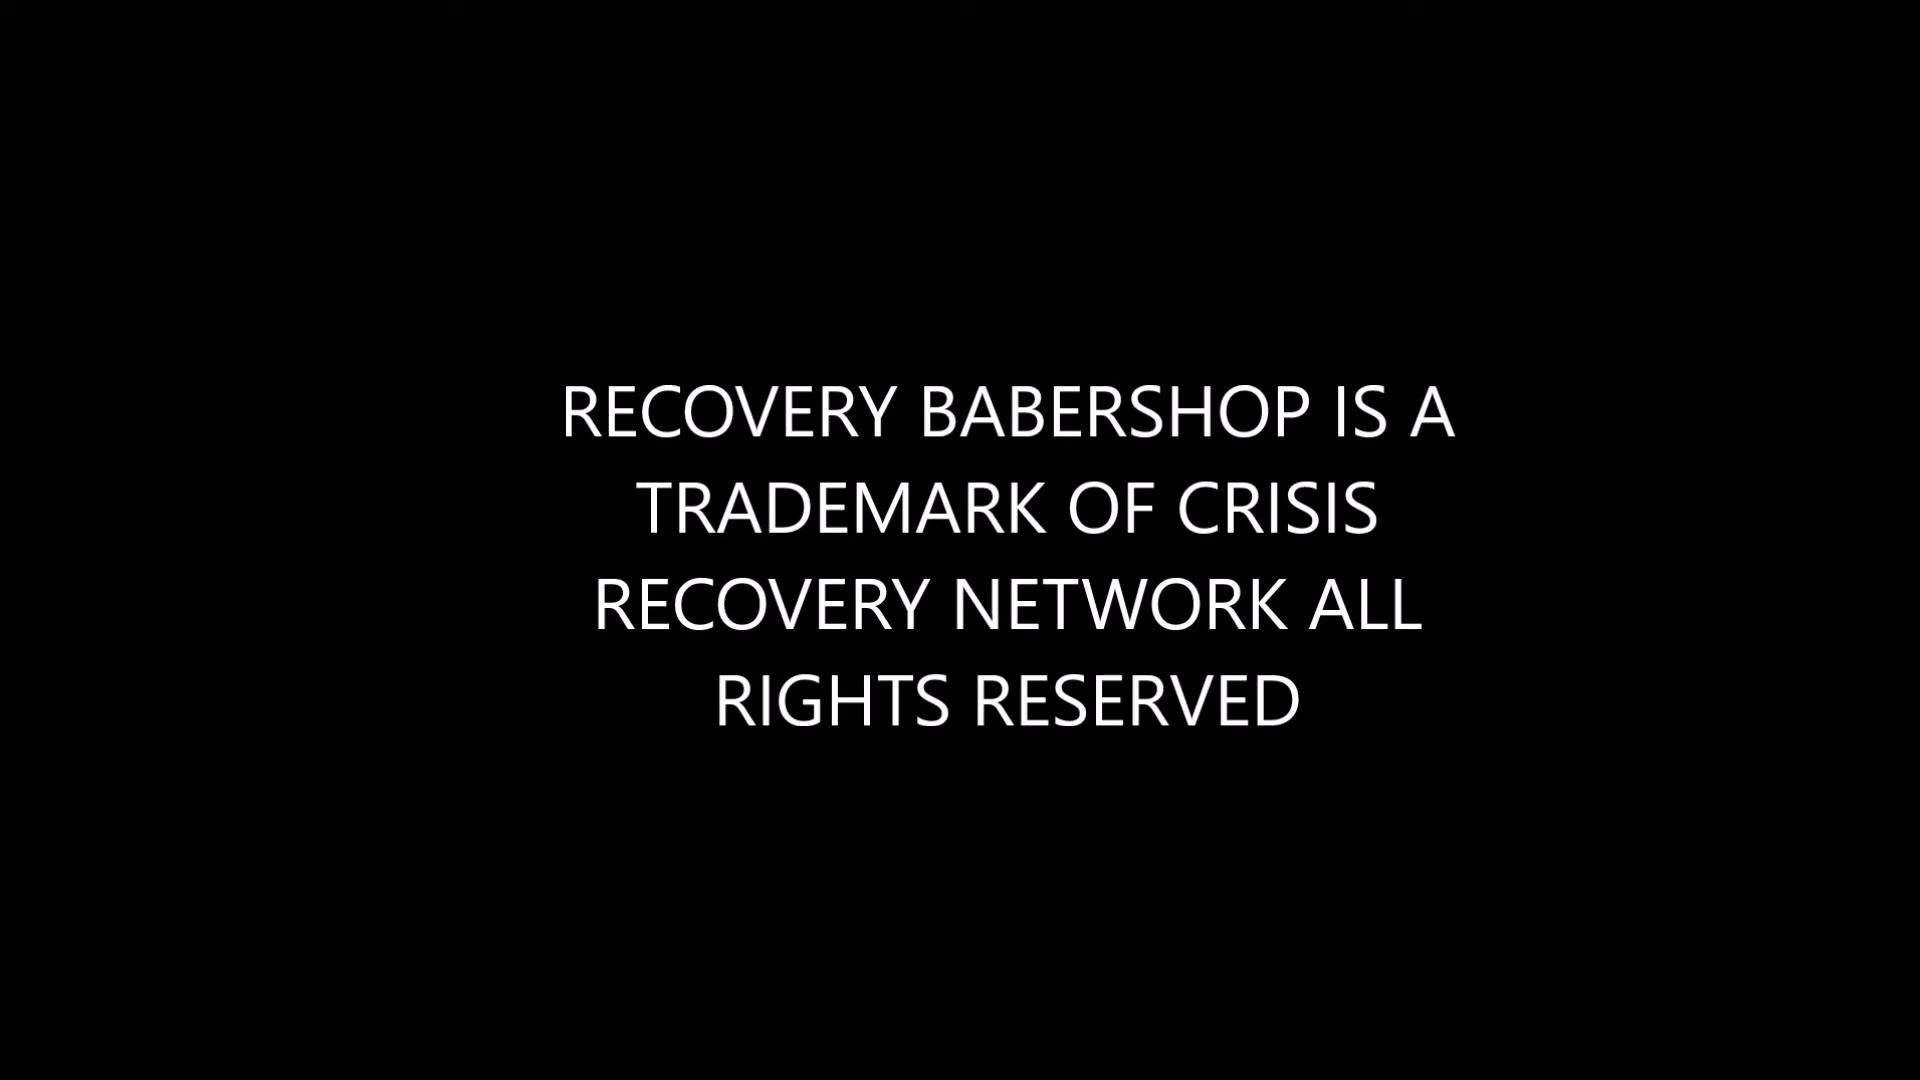 RECOVERY BABERSHOP IS A
TRADEMARK OF CRISIS
RECOVERY NETWORK ALL
RIGHTS RESERVED